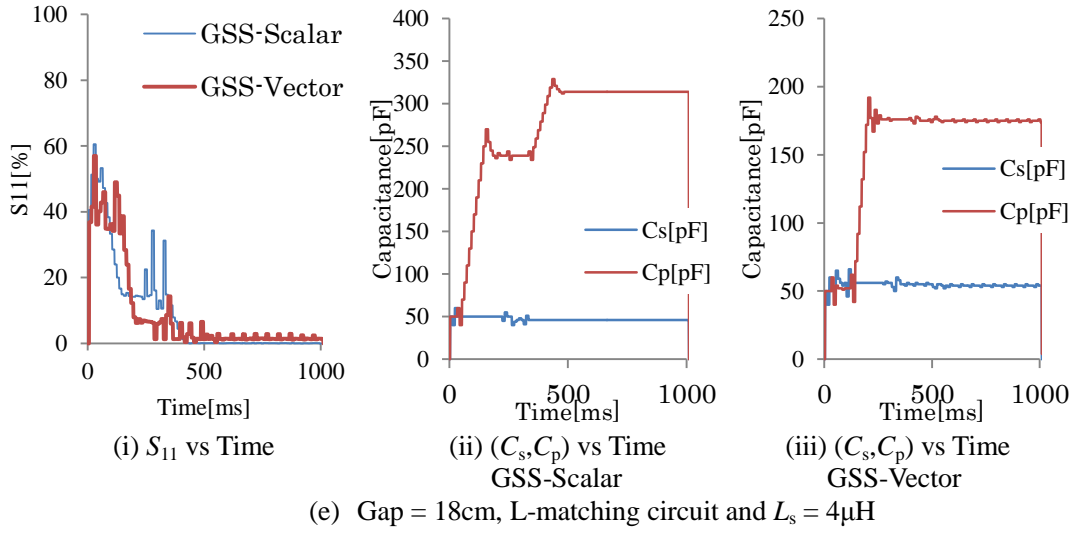 100
80
60
40
20
0
S11[%]
GSS-Scalar
GSS-Vector
0 500 1000
Time[ms]
(i) S11 vs Time
400
350
300
250
200
150
100
50
0
Capacitance[pF]
Cs[pF]
Cp[pF]
0 500 1000
Time[ms]
(ii) (Cs,Cp) vs Time
GSS-Scalar
250
200
150
100
50
0
Capacitance[pF]
Cs[pF]
Cp[pF]
0 500 1000
Time[ms]
(iii) (Cs,Cp) vs Time
GSS-Vector
(e) Gap = 18cm, L-matching circuit and Ls = 4μH